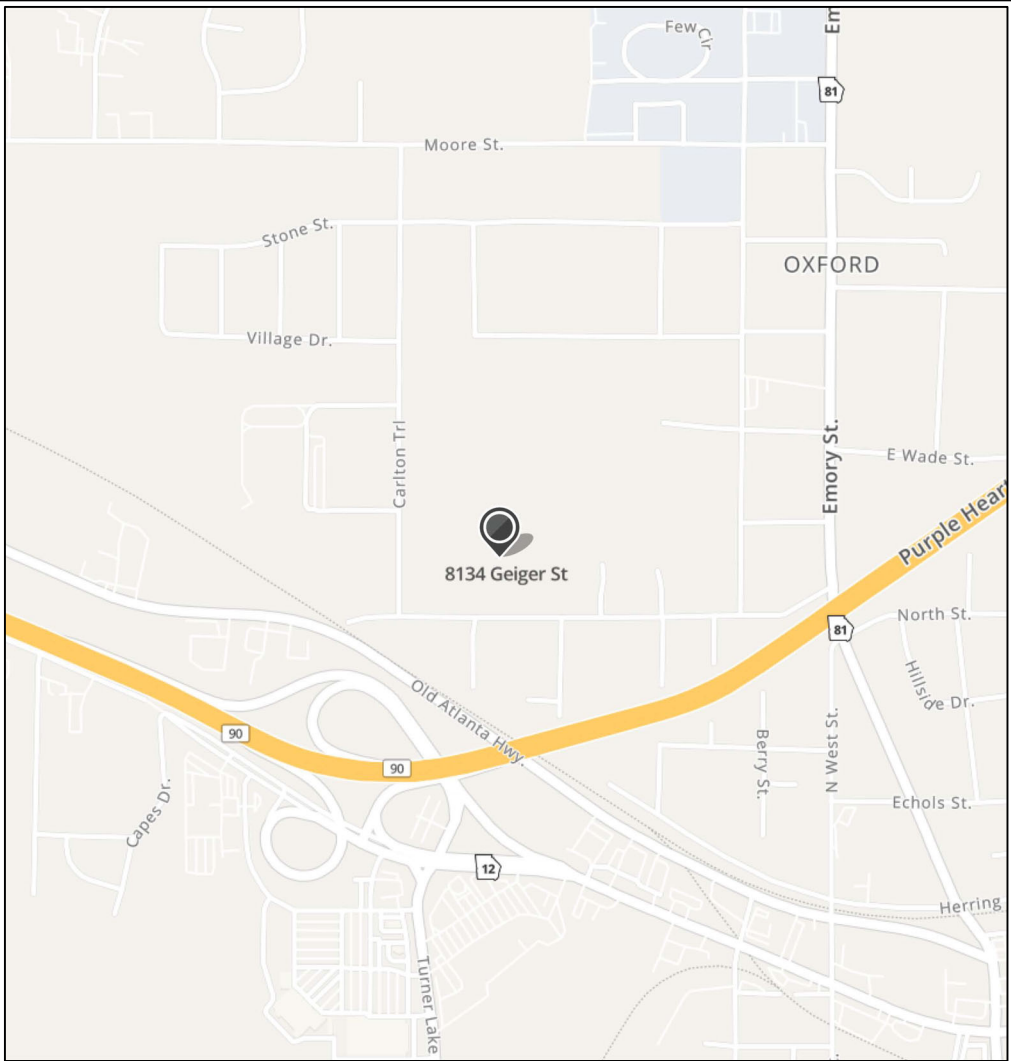 Few Cir
Em
81
Moore St.
Stone St.
OXFORD
Village Dr.
Carlton Trl
Emory St.
E Wade St.
Purple Heart
8134 Geiger St
North St.
81
Hillside Dr.
Old Atlanta Hwy.
90
90
N West St.
Berry St.
Capes Dr.
Echols St.
12
Herring
Turner Lake